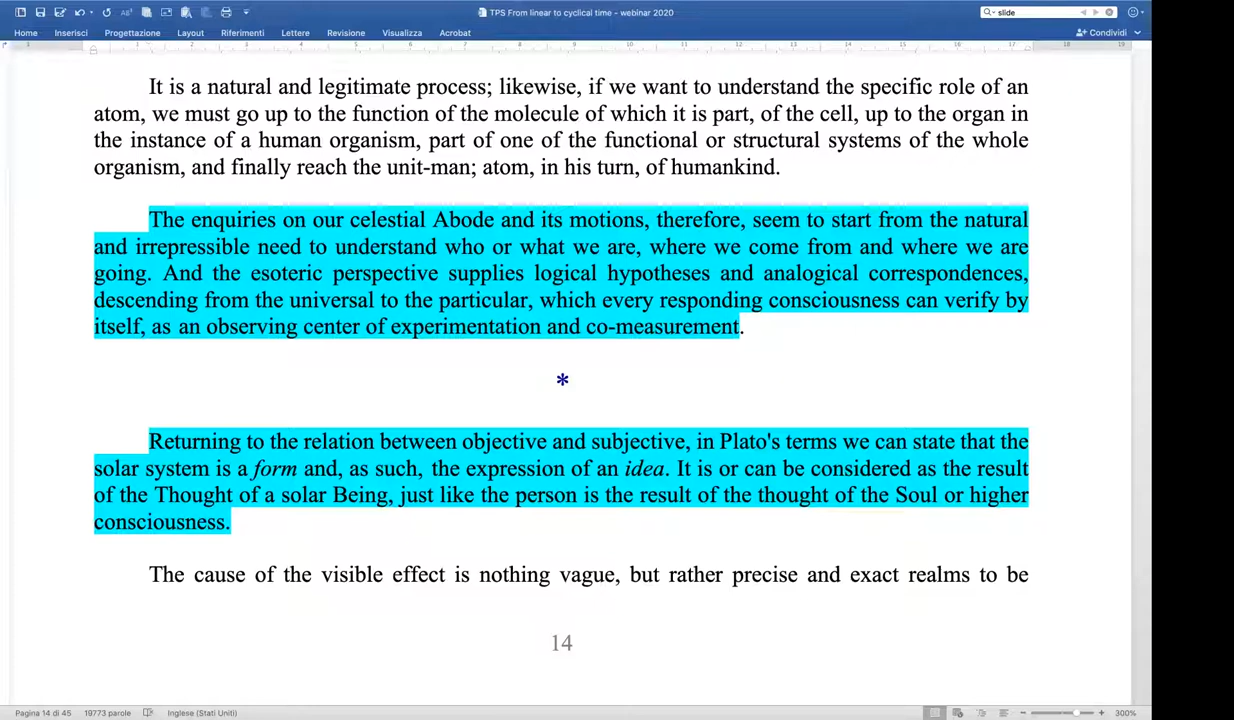 TPS From linear to cyclical time - webinar 2020
slide
Home Inserisci Progettazione Layout Riferimenti Lettere Revisione Visualizza Acrobat Condividi
It is a natural and legitimate process; likewise, if we want to understand the specific role of an
atom, we must go up to the function of the molecule of which it is part, of the cell, up to the organ in
the instance of a human organism, part of one of the functional or structural systems of the whole
organism, and finally reach the unit-man; atom, in his turn, of humankind.
The enquiries on our celestial Abode and its motions, therefore, seem to start from the natural
and irrepressible need to understand who or what we are, where we come from and where we are
going. And the esoteric perspective supplies logical hypotheses and analogical correspondences,
descending from the universal to the particular, which every responding consciousness can verify by
itself, as an observing center of experimentation and co-measurement.
*
Returning to the relation between objective and subjective, in Plato's terms we can state that the
solar system is a form and, as such, the expression of an idea. It is or can be considered as the result
of the Thought of a solar Being, just like the person is the result of the thought of the Soul or higher
consciousness.
The cause of the visible effect is nothing vague, but rather precise and exact realms to be
14
Pagina 14 di 45 19773 parole Inglese (Stati Uniti) 300%